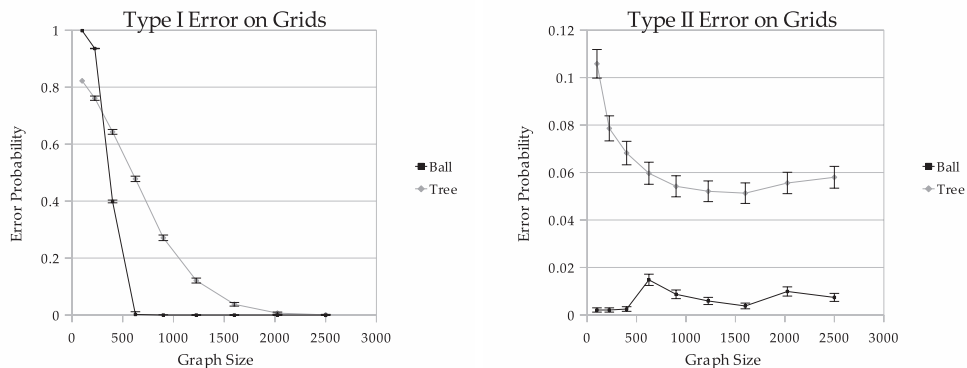 Type I Error on Grids
1
0.8
0.6
0.4
0.2
0
0 500 1000 1500 2000 2500 3000
Error Probability
Graph Size
Ball
Tree
Type II Error on Grids
0.12
0.1
0.08
0.06
0.04
0.02
0
0 500 1000 1500 2000 2500 3000
Error Probability
Graph Size
Ball
Tree